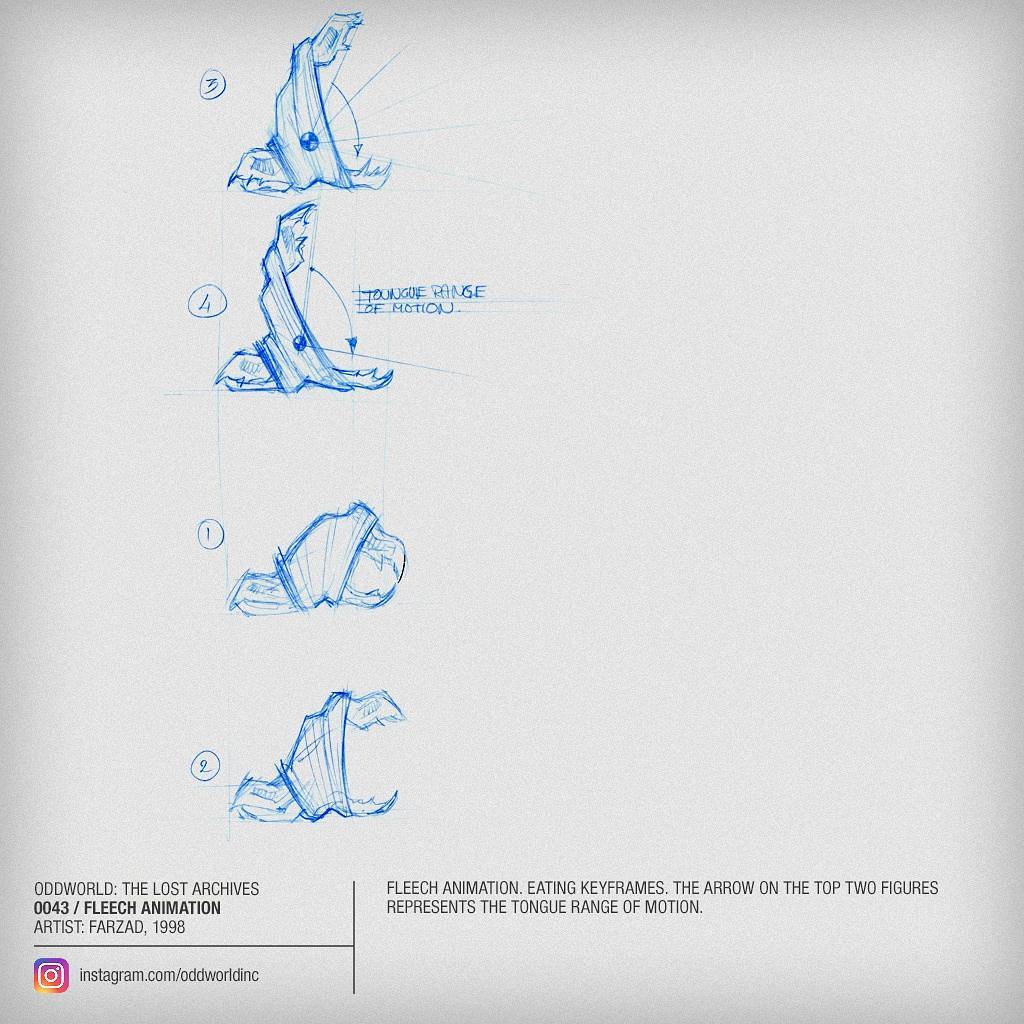 3
4
TOUNGUE RANGE
OF MOTION.
1
2
ODDWORLD: THE LOST ARCHIVES
0043 / FLEECH ANIMATION
ARTIST: FARZAD, 1998
instagram.com/oddworldinc
FLEECH ANIMATION. EATING KEYFRAMES. THE ARROW ON THE TOP TWO FIGURES
REPRESENTS THE TONGUE RANGE OF MOTION.